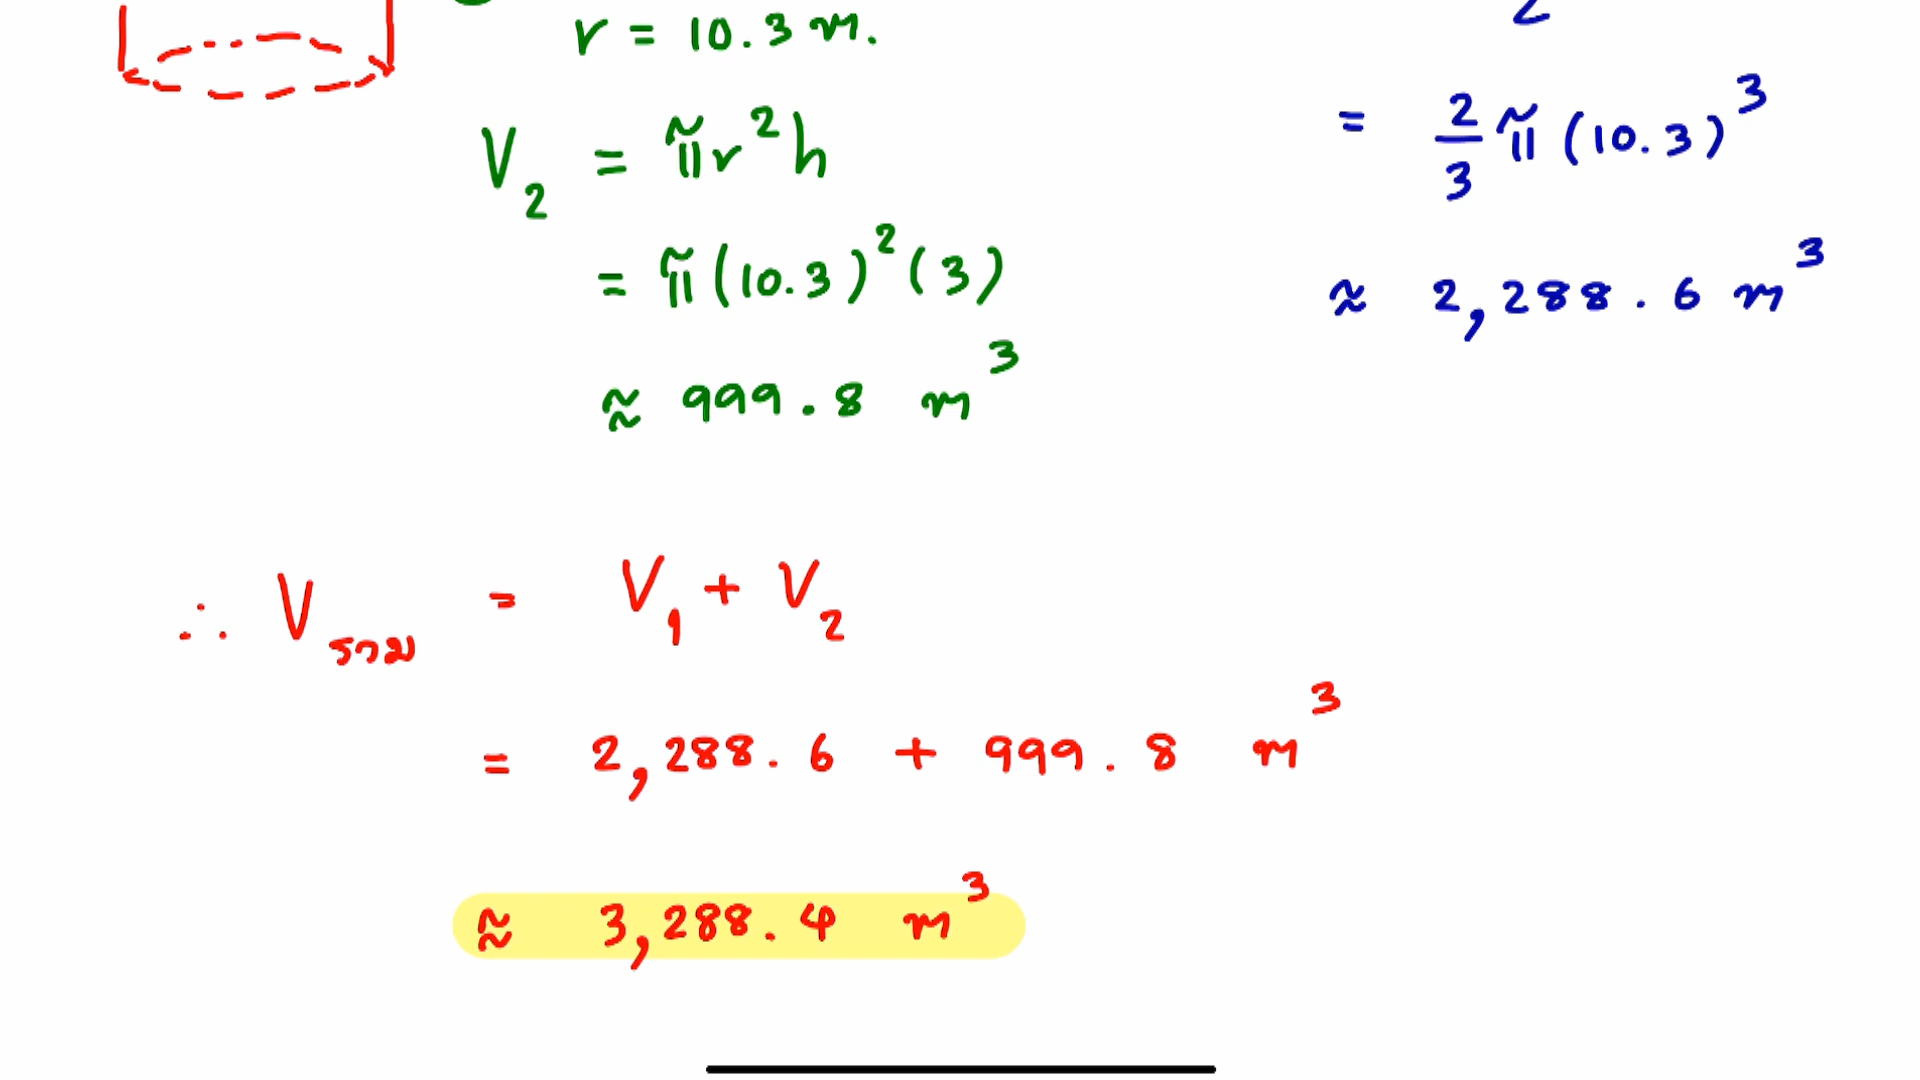 r = 10.3 m.
V₂ = πr²h
= π(10.3)²(3)
≈ 999.8 m³
= 2/3 π(10.3)³
≈ 2,288.6 m³
∴ Vรวม = V₁ + V₂
= 2,288.6 + 999.8 m³
≈ 3,288.4 m³